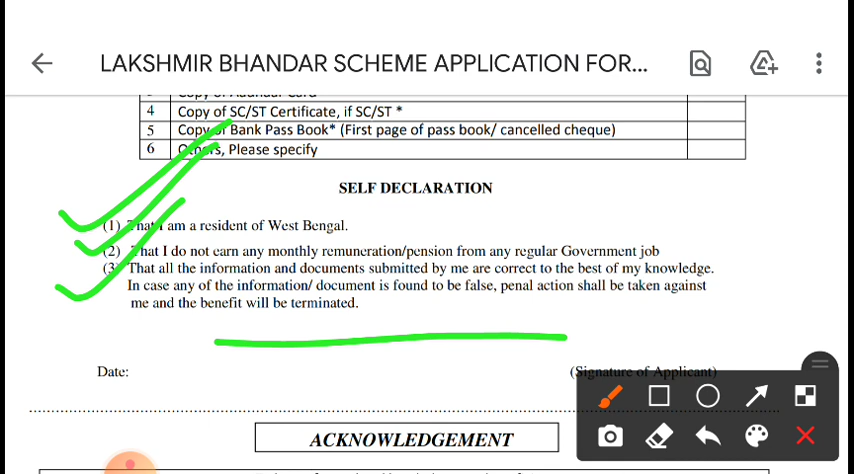 LAKSHMIR BHANDAR SCHEME APPLICATION FOR...
4 Copy of SC/ST Certificate, if SC/ST *
5 Copy of Bank Pass Book* (First page of pass book/ cancelled cheque)
6 Others, Please specify
SELF DECLARATION
(1) That I am a resident of West Bengal.
(2) That I do not earn any monthly remuneration/pension from any regular Government job
(3) That all the information and documents submitted by me are correct to the best of my knowledge.
In case any of the information/ document is found to be false, penal action shall be taken against
me and the benefit will be terminated.
Date: (Signature of Applicant)
ACKNOWLEDGEMENT